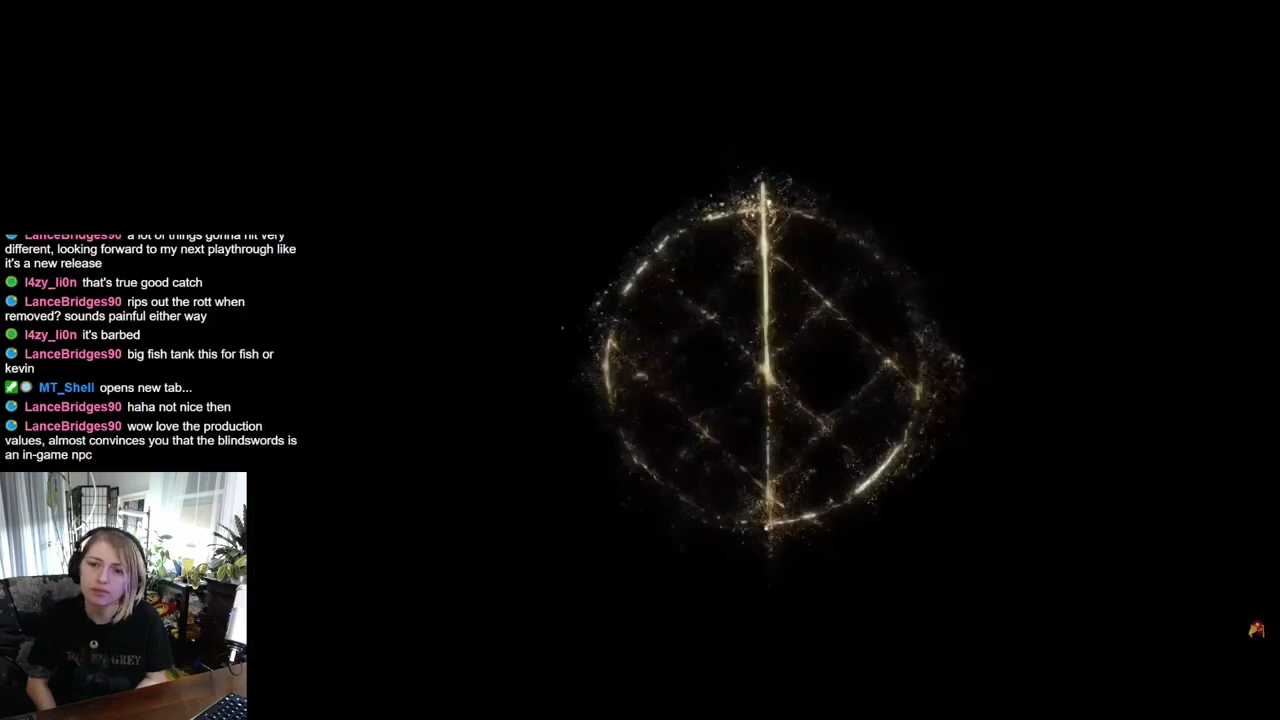 LanceBridges90 a lot of things gonna hit very
different, looking forward to my next playthrough like
it's a new release
l4zy_li0n that's true good catch
LanceBridges90 rips out the rott when
removed? sounds painful either way
l4zy_li0n it's barbed
LanceBridges90 big fish tank this for fish or
kevin
MT_Shell opens new tab...
LanceBridges90 haha not nice then
LanceBridges90 wow love the production
values, almost convinces you that the blindswords is
an in-game npc
GREY